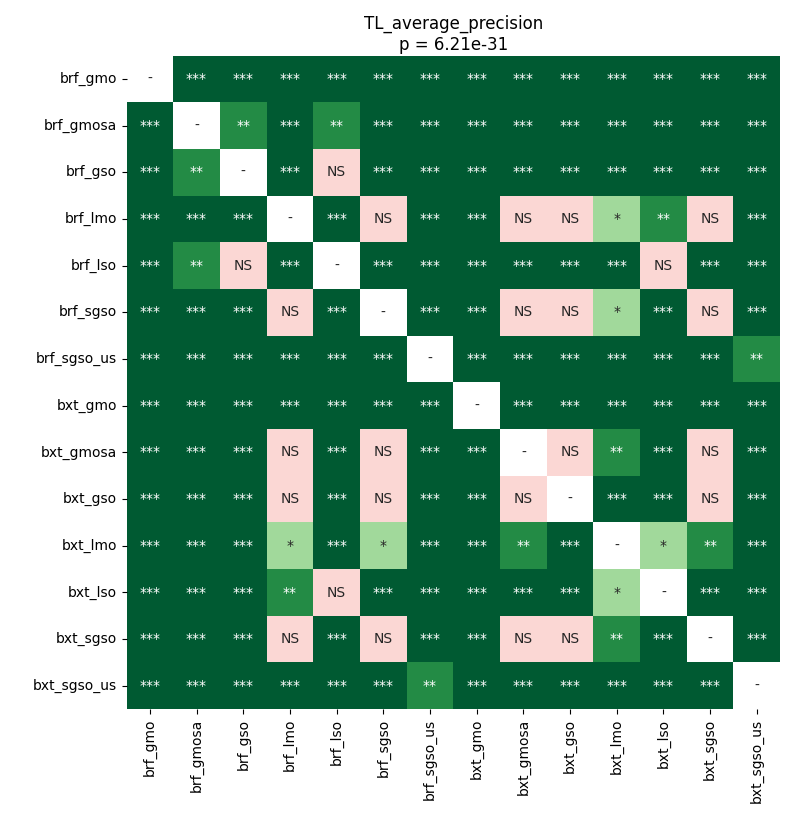 TL_average_precision
p = 6.21e-31
brf_gmo - *** *** *** *** *** *** *** *** *** *** *** *** ***
brf_gmosa *** - ** *** ** *** *** *** *** *** *** *** *** ***
brf_gso *** ** - *** NS *** *** *** *** *** *** *** *** ***
brf_lmo *** *** *** - *** NS *** *** NS NS * ** NS ***
brf_lso *** ** NS *** - *** *** *** *** *** *** NS *** ***
brf_sgso *** *** *** NS *** - *** *** NS NS * *** NS ***
brf_sgso_us *** *** *** *** *** *** - *** *** *** *** *** *** **
bxt_gmo *** *** *** *** *** *** *** - *** *** *** *** *** ***
bxt_gmosa *** *** *** NS *** NS *** *** - NS ** *** NS ***
bxt_gso *** *** *** NS *** NS *** *** NS - *** *** NS ***
bxt_lmo *** *** *** * *** * *** *** ** *** - * ** ***
bxt_lso *** *** *** ** NS *** *** *** *** *** * - *** ***
bxt_sgso *** *** *** NS *** NS *** *** NS NS ** *** - ***
bxt_sgso_us *** *** *** *** *** *** ** *** *** *** *** *** *** -
brf_gmo brf_gmosa brf_gso brf_lmo brf_lso brf_sgso brf_sgso_us bxt_gmo bxt_gmosa bxt_gso bxt_lmo bxt_lso bxt_sgso bxt_sgso_us